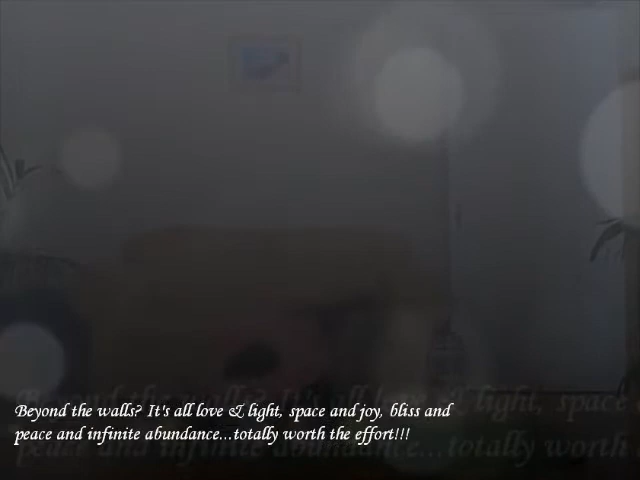 Beyond the walls? It's all love & light, space and joy, bliss and
peace and infinite abundance...totally worth the effort!!!